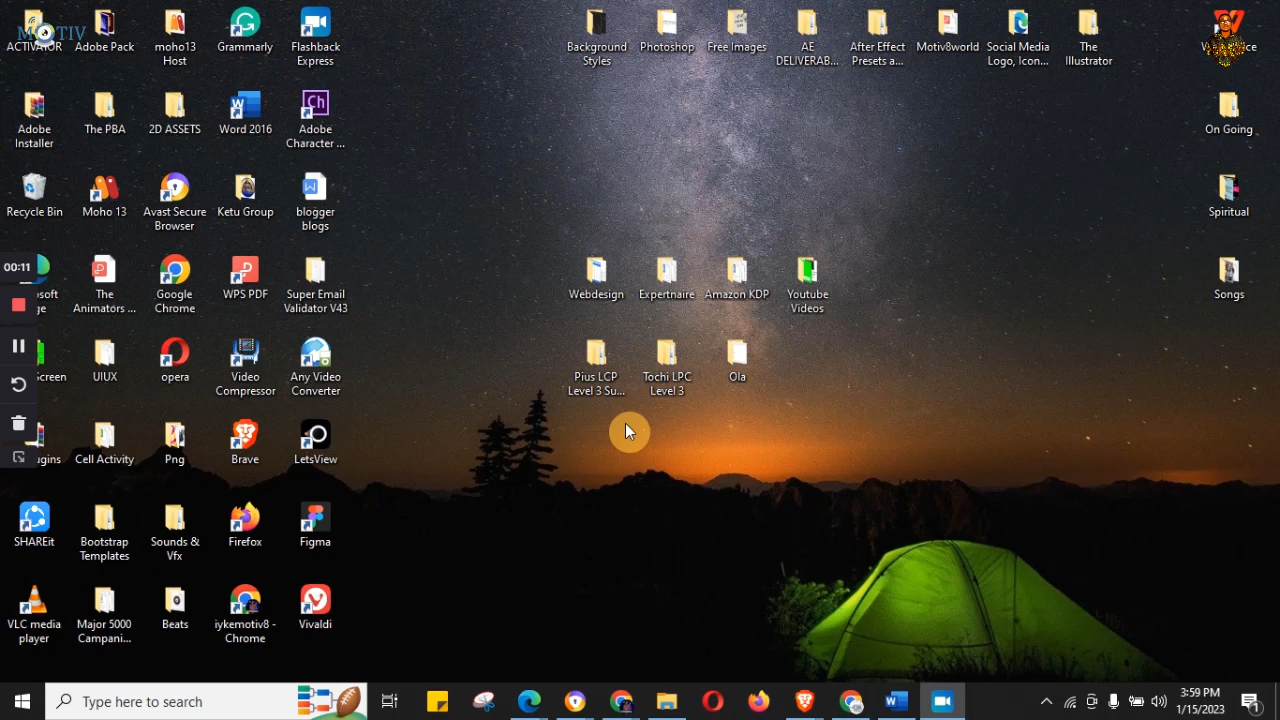 MOTIV
ACTIVATOR
Adobe Pack
moho13
Host
Grammarly
Flashback
Express
Background
Styles
Photoshop
Free Images
AE
DELIVERAB...
After Effect
Presets a...
Motiv8world
Social Media
Logo, Icon...
The
Illustrator
Adobe
Installer
The PBA
2D ASSETS
Word 2016
Adobe
Character ...
On Going
Recycle Bin
Moho 13
Avast Secure
Browser
Ketu Group
blogger
blogs
Spiritual
00:11
The
Animators ...
Google
Chrome
WPS PDF
Super Email
Validator V43
Webdesign
Expertnaire
Amazon KDP
Youtube
Videos
Songs
UIUX
opera
Video
Compressor
Any Video
Converter
Pius LCP
Level 3 Su...
Tochi LPC
Level 3
Ola
Cell Activity
Png
Brave
LetsView
SHAREit
Bootstrap
Templates
Sounds &
Vfx
Firefox
Figma
VLC media
player
Major 5000
Campani...
Beats
iykemotiv8 -
Chrome
Vivaldi
Type here to search
3:59 PM
1/15/2023